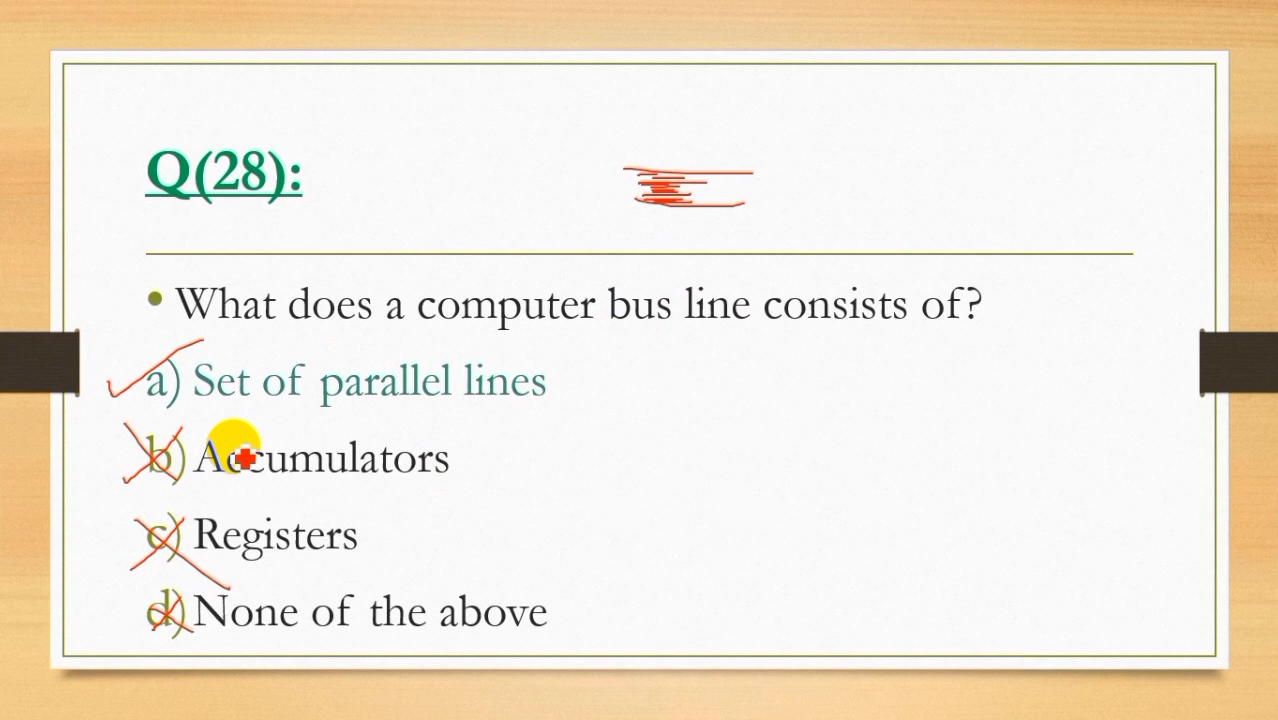 Q(28):
• What does a computer bus line consists of?
a) Set of parallel lines
b) Accumulators
c) Registers
d) None of the above